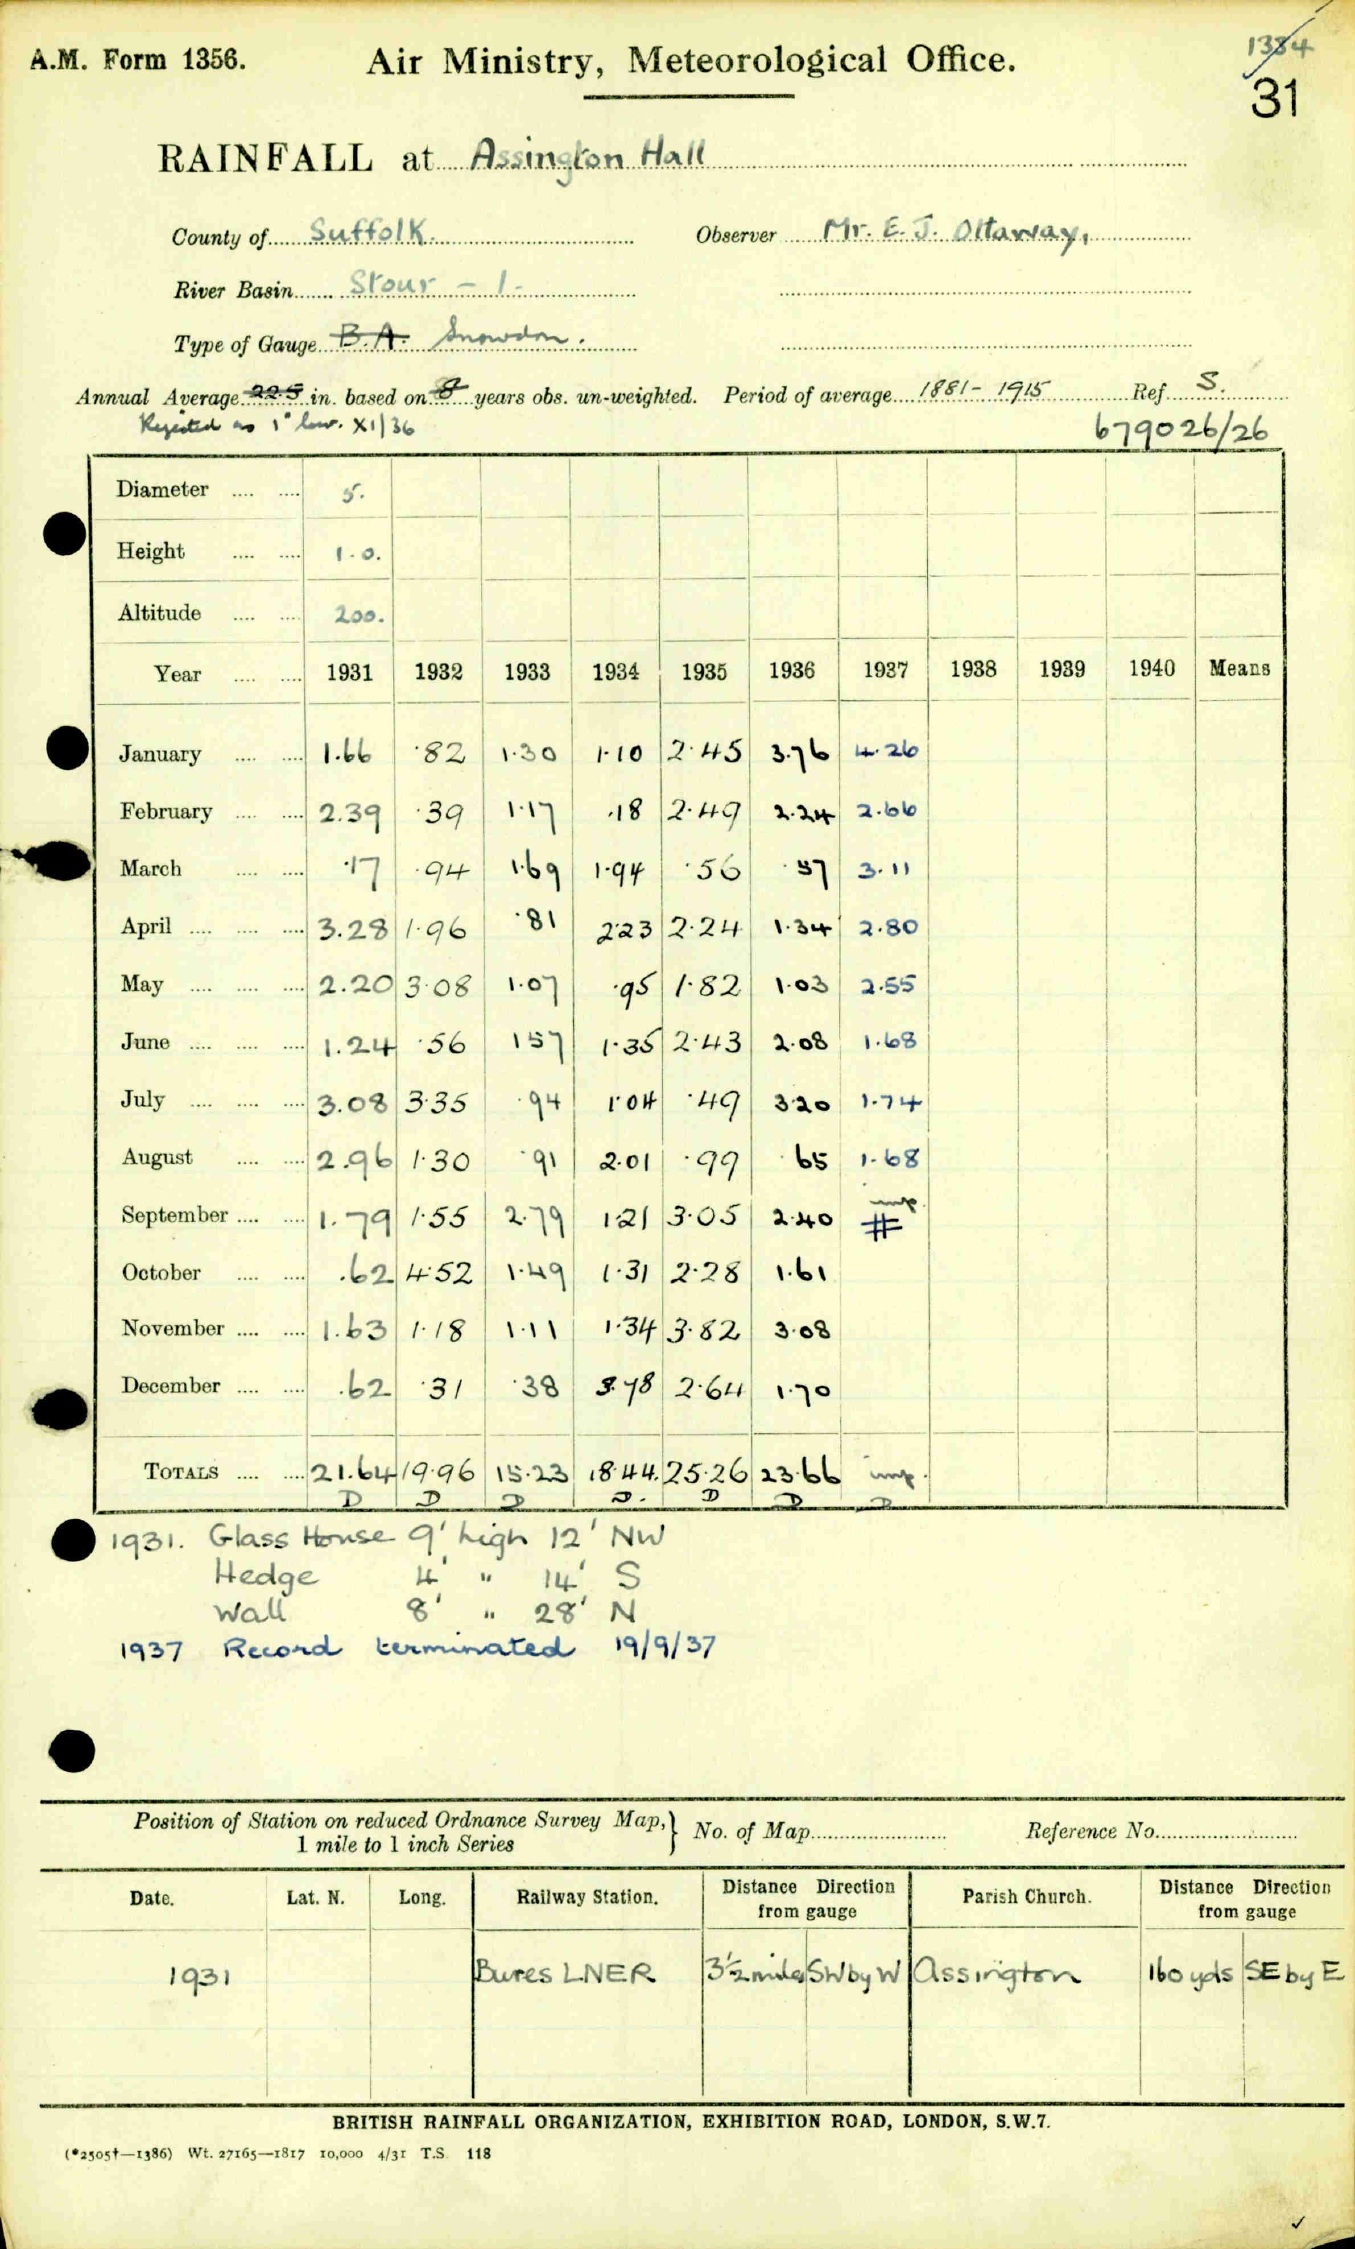 A.M. Form 1356. Air Ministry, Meteorological Office. 1384
31
RAINFALL at Assington Hall
County of Suffolk. Observer Mr. E. J. Ottaway,
River Basin Stour - 1.
Type of Gauge B.A. Snowdon.
Annual Average 22.5 in. based on 8 years obs. un-weighted. Period of average 1881 - 1915 Ref S.
Rejected as 1" low. XI/36 679026/26
Diameter .... .... 5.
Height .... .... 1.0.
Altitude .... .... 200.
Year .... .... 1931 1932 1933 1934 1935 1936 1937 1938 1939 1940 Means
January .... .... 1.66 .82 1.30 1.10 2.45 3.76 4.26
February .... .... 2.39 .39 1.17 .18 2.49 2.24 2.66
March .... .... .17 .94 1.69 1.94 .56 .57 3.11
April .... .... .... 3.28 1.96 .81 2.23 2.24 1.34 2.80
May .... .... .... 2.20 3.08 1.07 .95 1.82 1.03 2.55
June .... .... .... 1.24 .56 1 57 1.35 2.43 2.08 1.68
July .... .... .... 3.08 3.35 .94 1.04 .49 3.20 1.74
August .... .... 2.96 1.30 .91 2.01 .99 .65 1.68
September .... .... 1.79 1.55 2.79 1.21 3.05 2.40 imp. #
October .... .... .62 4.52 1.49 1.31 2.28 1.61
November .... .... 1.63 1.18 1.11 1.34 3.82 3.08
December .... .... .62 .31 .38 3.78 2.64 1.70
TOTALS .... .... 21.64 19.96 15.23 18.44. 25.26 23.66 imp.
D D D D. D D D
1931. Glass House 9' high 12' NW
Hedge 4' " 14' S
Wall 8' " 28' N
1937 Record terminated 19/9/37
Position of Station on reduced Ordnance Survey Map, } No. of Map Reference No.
1 mile to 1 inch Series
Date. Lat. N. Long. Railway Station. Distance Direction from gauge Parish Church. Distance Direction from gauge
1931 Bures LNER 3½ miles SW by W Assington 160 yds SE by E
BRITISH RAINFALL ORGANIZATION, EXHIBITION ROAD, LONDON, S.W.7.
(*2505†—1386) Wt. 27165—1817 10,000 4/31 T.S. 118